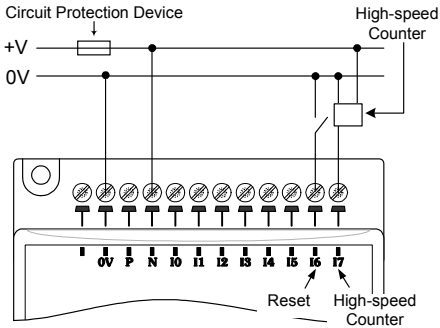 Circuit Protection Device
High-speed
Counter
+V
0V
0V P N I0 I1 I2 I3 I4 I5 I6 I7
Reset
High-speed
Counter